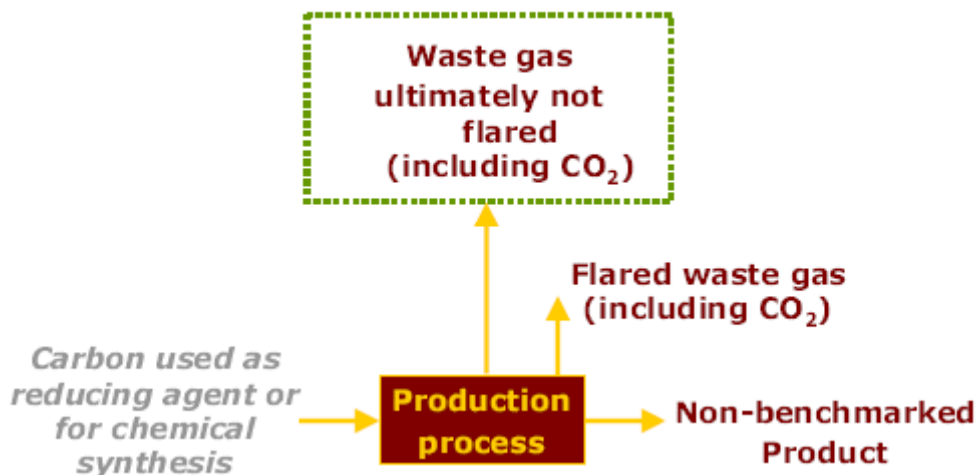 Waste gas
ultimately not
flared
(including CO₂)
Flared waste gas
(including CO₂)
Carbon used as
reducing agent or
for chemical
synthesis
Production
process
Non-benchmarked
Product